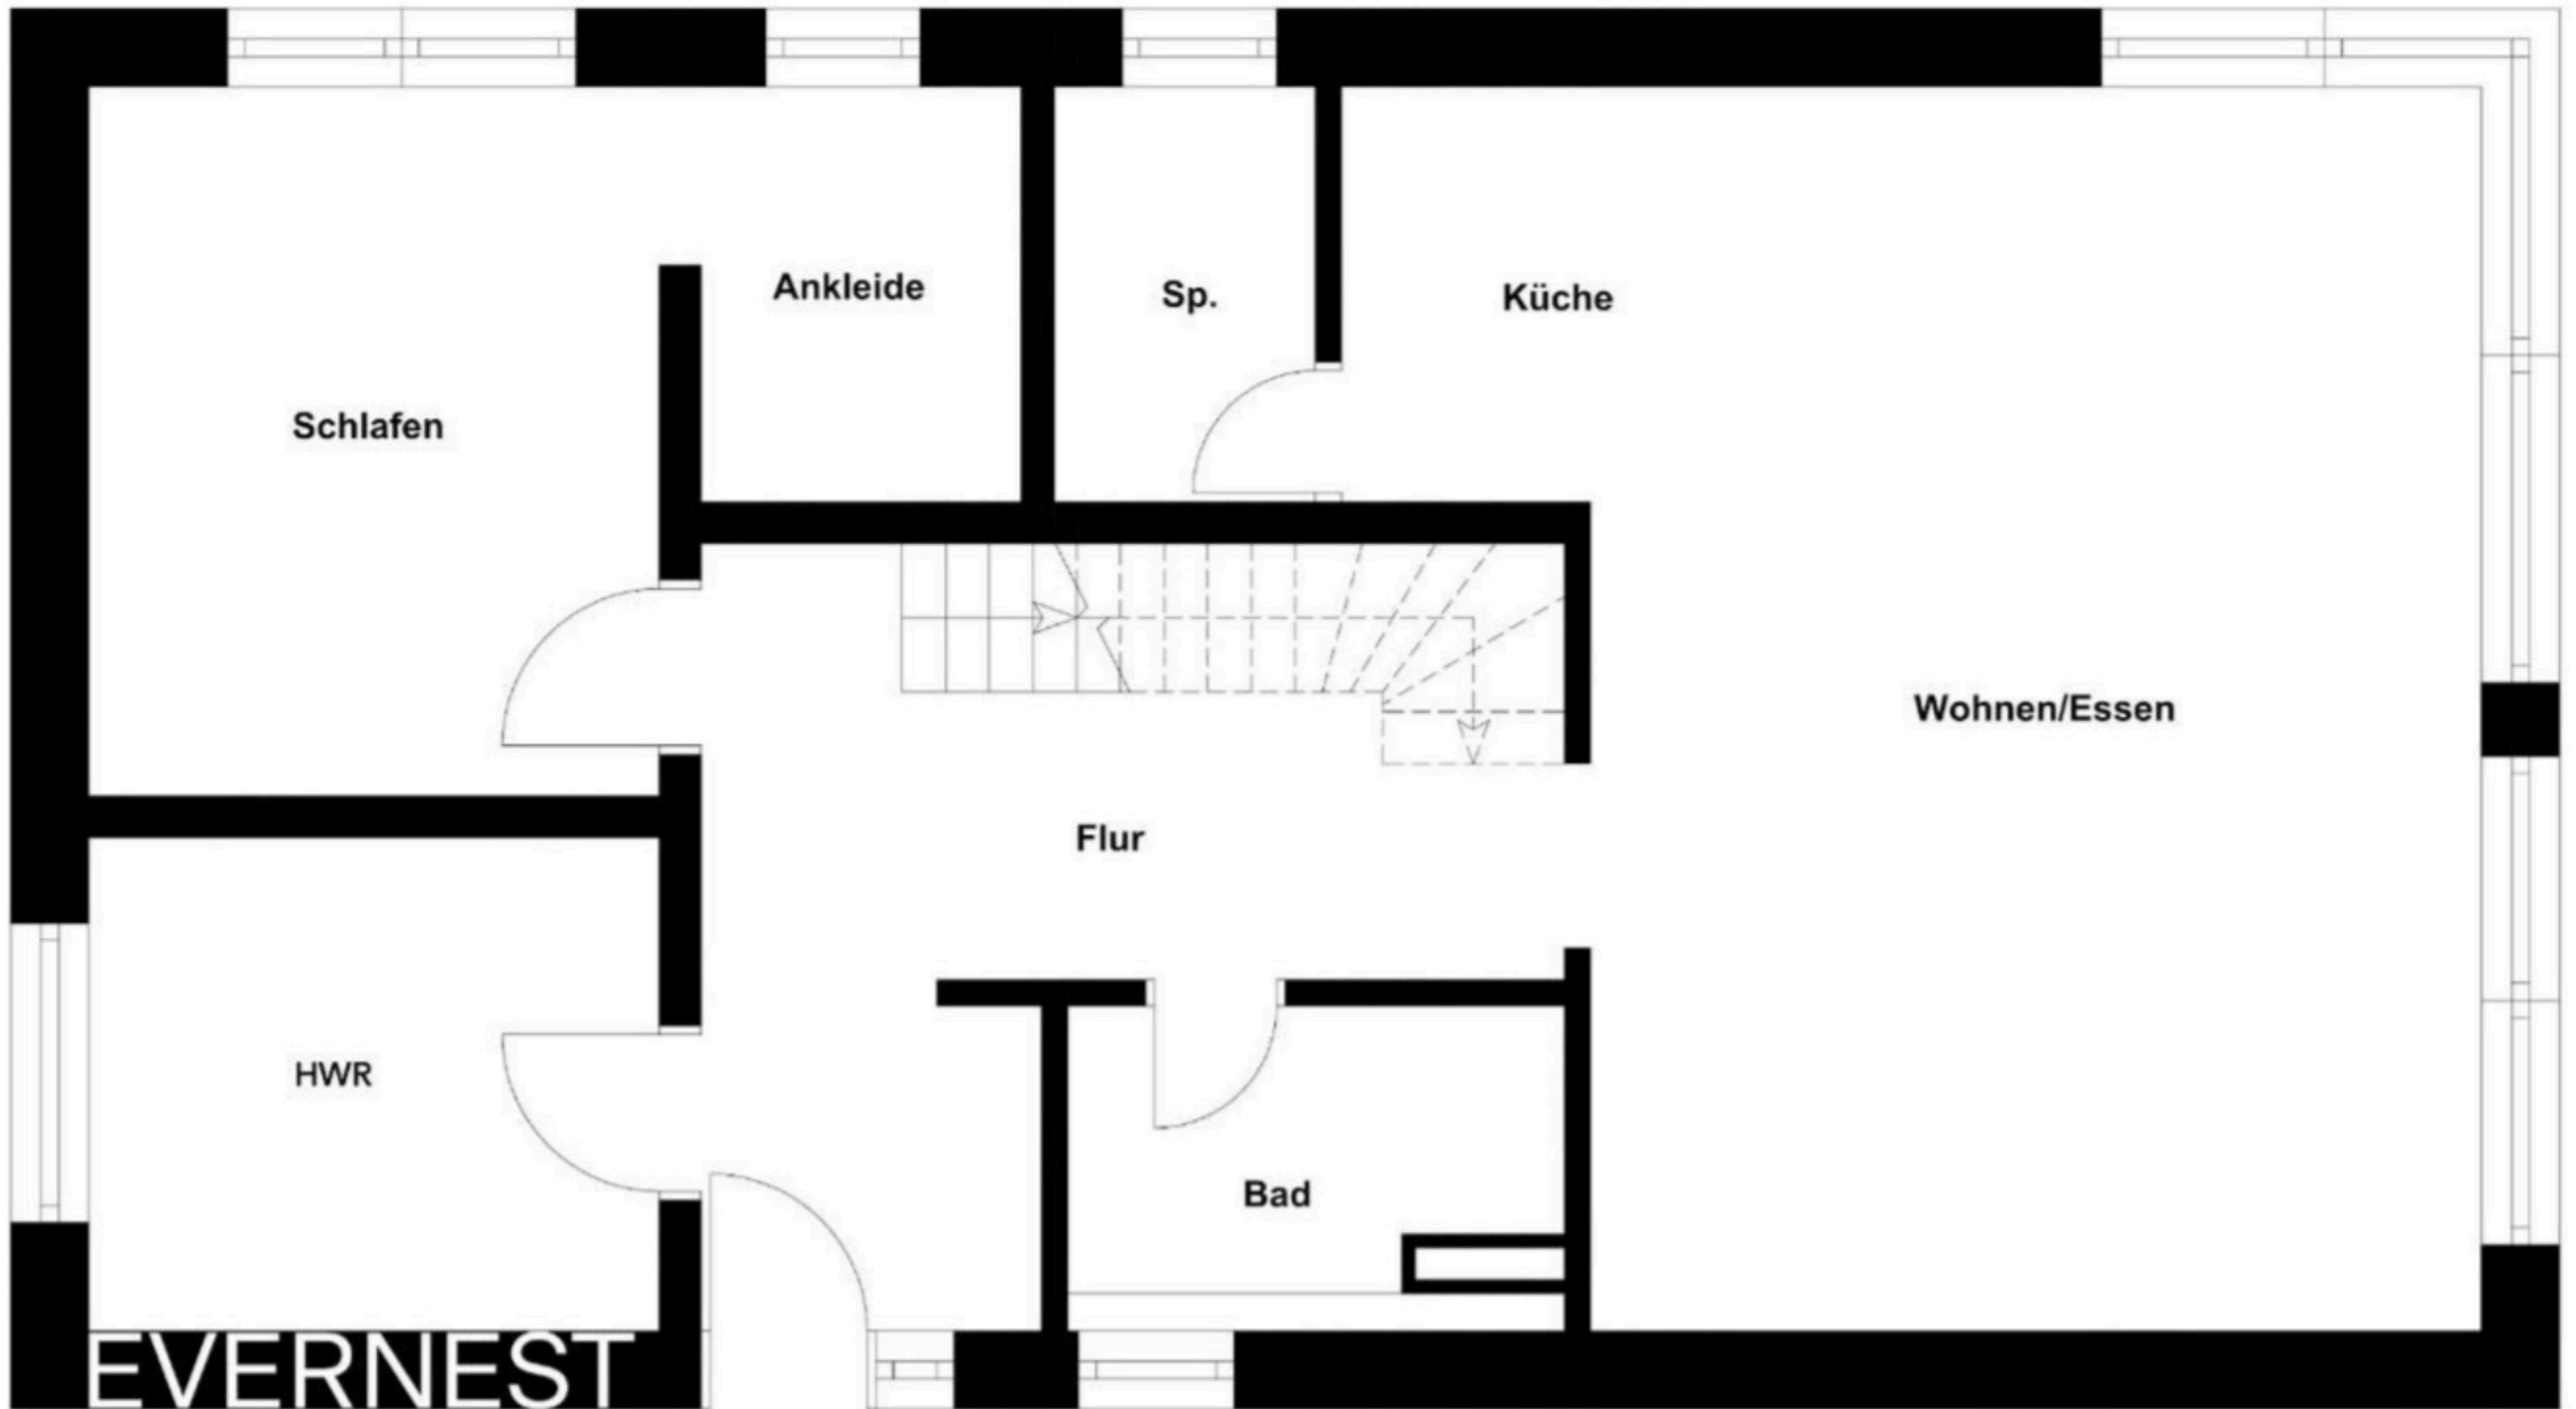 Ankleide
Sp.
Küche
Schlafen
Wohnen/Essen
Flur
HWR
Bad
EVERNEST